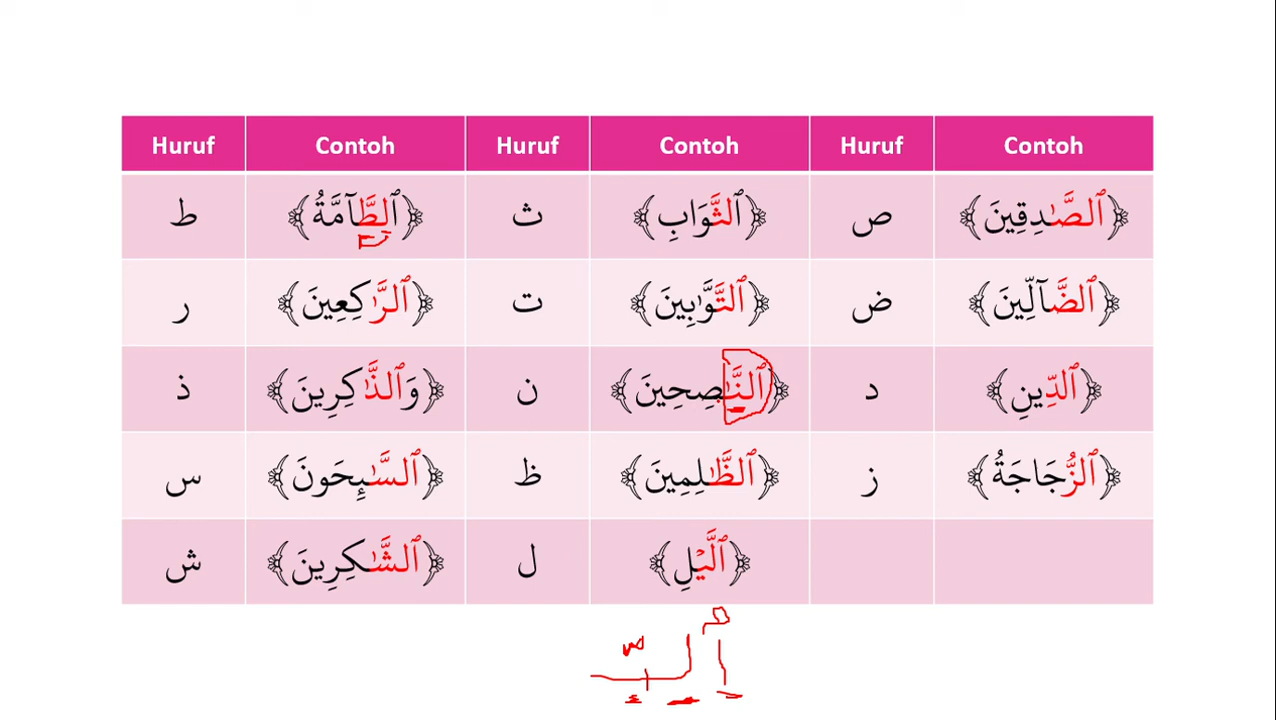 Huruf Contoh Huruf Contoh Huruf Contoh
ط ﴿ٱلطَّآمَّةُ﴾ ث ﴿ٱلثَّوَابِ﴾ ص ﴿ٱلصَّـٰدِقِينَ﴾
ر ﴿ٱلرَّٰكِعِينَ﴾ ت ﴿ٱلتَّوَّٰبِينَ﴾ ض ﴿ٱلضَّآلِّينَ﴾
ذ ﴿وَٱلذَّٰكِرِينَ﴾ ن ﴿ٱلنَّـٰصِحِينَ﴾ د ﴿ٱلدِّينِ﴾
س ﴿ٱلسَّـٰٓئِحُونَ﴾ ظ ﴿ٱلظَّـٰلِمِينَ﴾ ز ﴿ٱلزُّجَاجَةُ﴾
ش ﴿ٱلشَّـٰكِرِينَ﴾ ل ﴿ٱلَّيۡلِ﴾